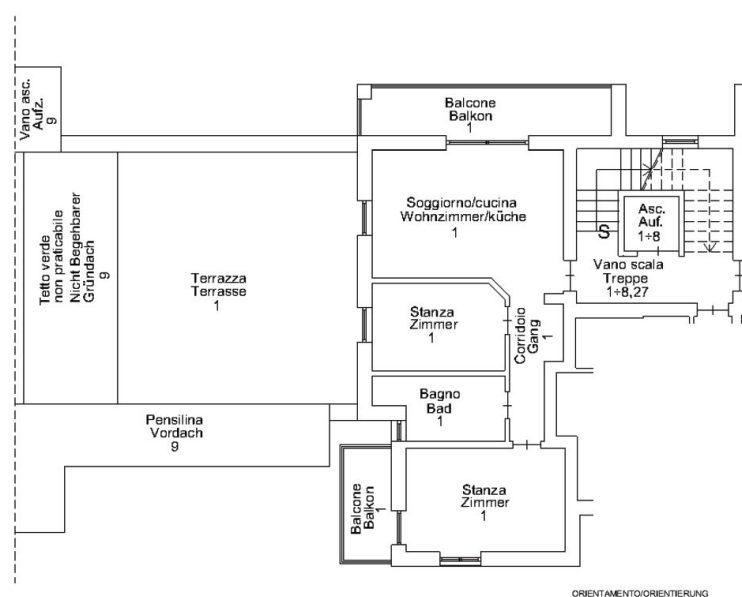 Vano asc.
Aufz.
9
Balcone
Balkon
1
Soggiorno/cucina
Wohnzimmer/küche
1
Asc.
Auf.
1÷8
S
Vano scala
Treppe
1÷8,27
Tetto verde
non praticabile
Nicht Begehbarer
Gründach
9
Terrazza
Terrasse
1
Stanza
Zimmer
1
Corridoio
Gang
1
Bagno
Bad
1
Pensilina
Vordach
9
Balcone
Balkon
1
Stanza
Zimmer
1
ORIENTAMENTO/ORIENTIERUNG